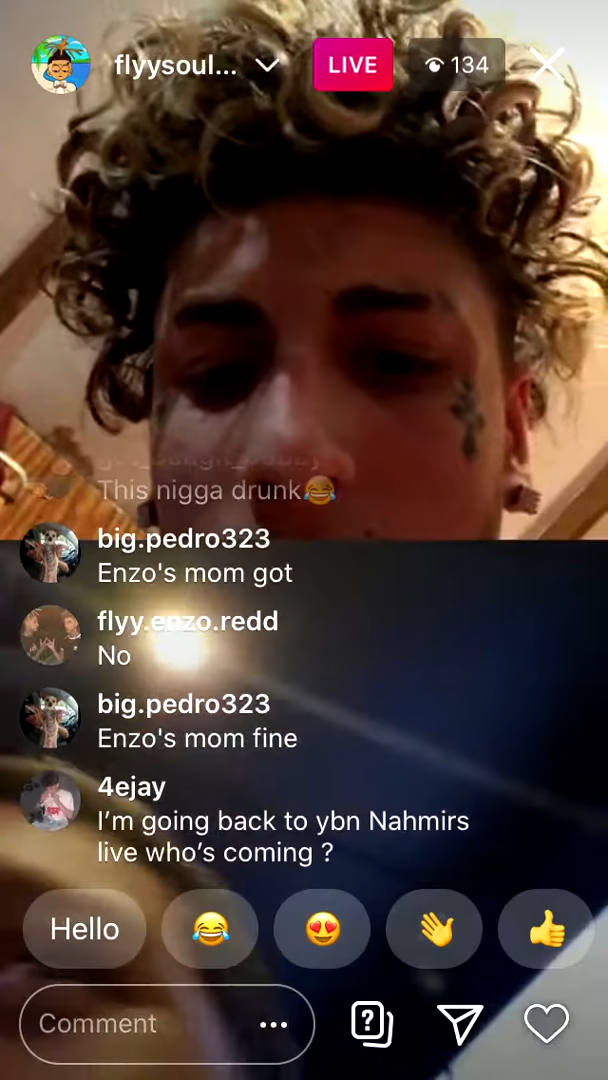 flyysoul...
LIVE
134
This nigga drunk😂
big.pedro323
Enzo's mom got
flyy.enzo.redd
No
big.pedro323
Enzo's mom fine
4ejay
I’m going back to ybn Nahmirs
live who’s coming ?
Hello 😂 😍 👋 👍
Comment